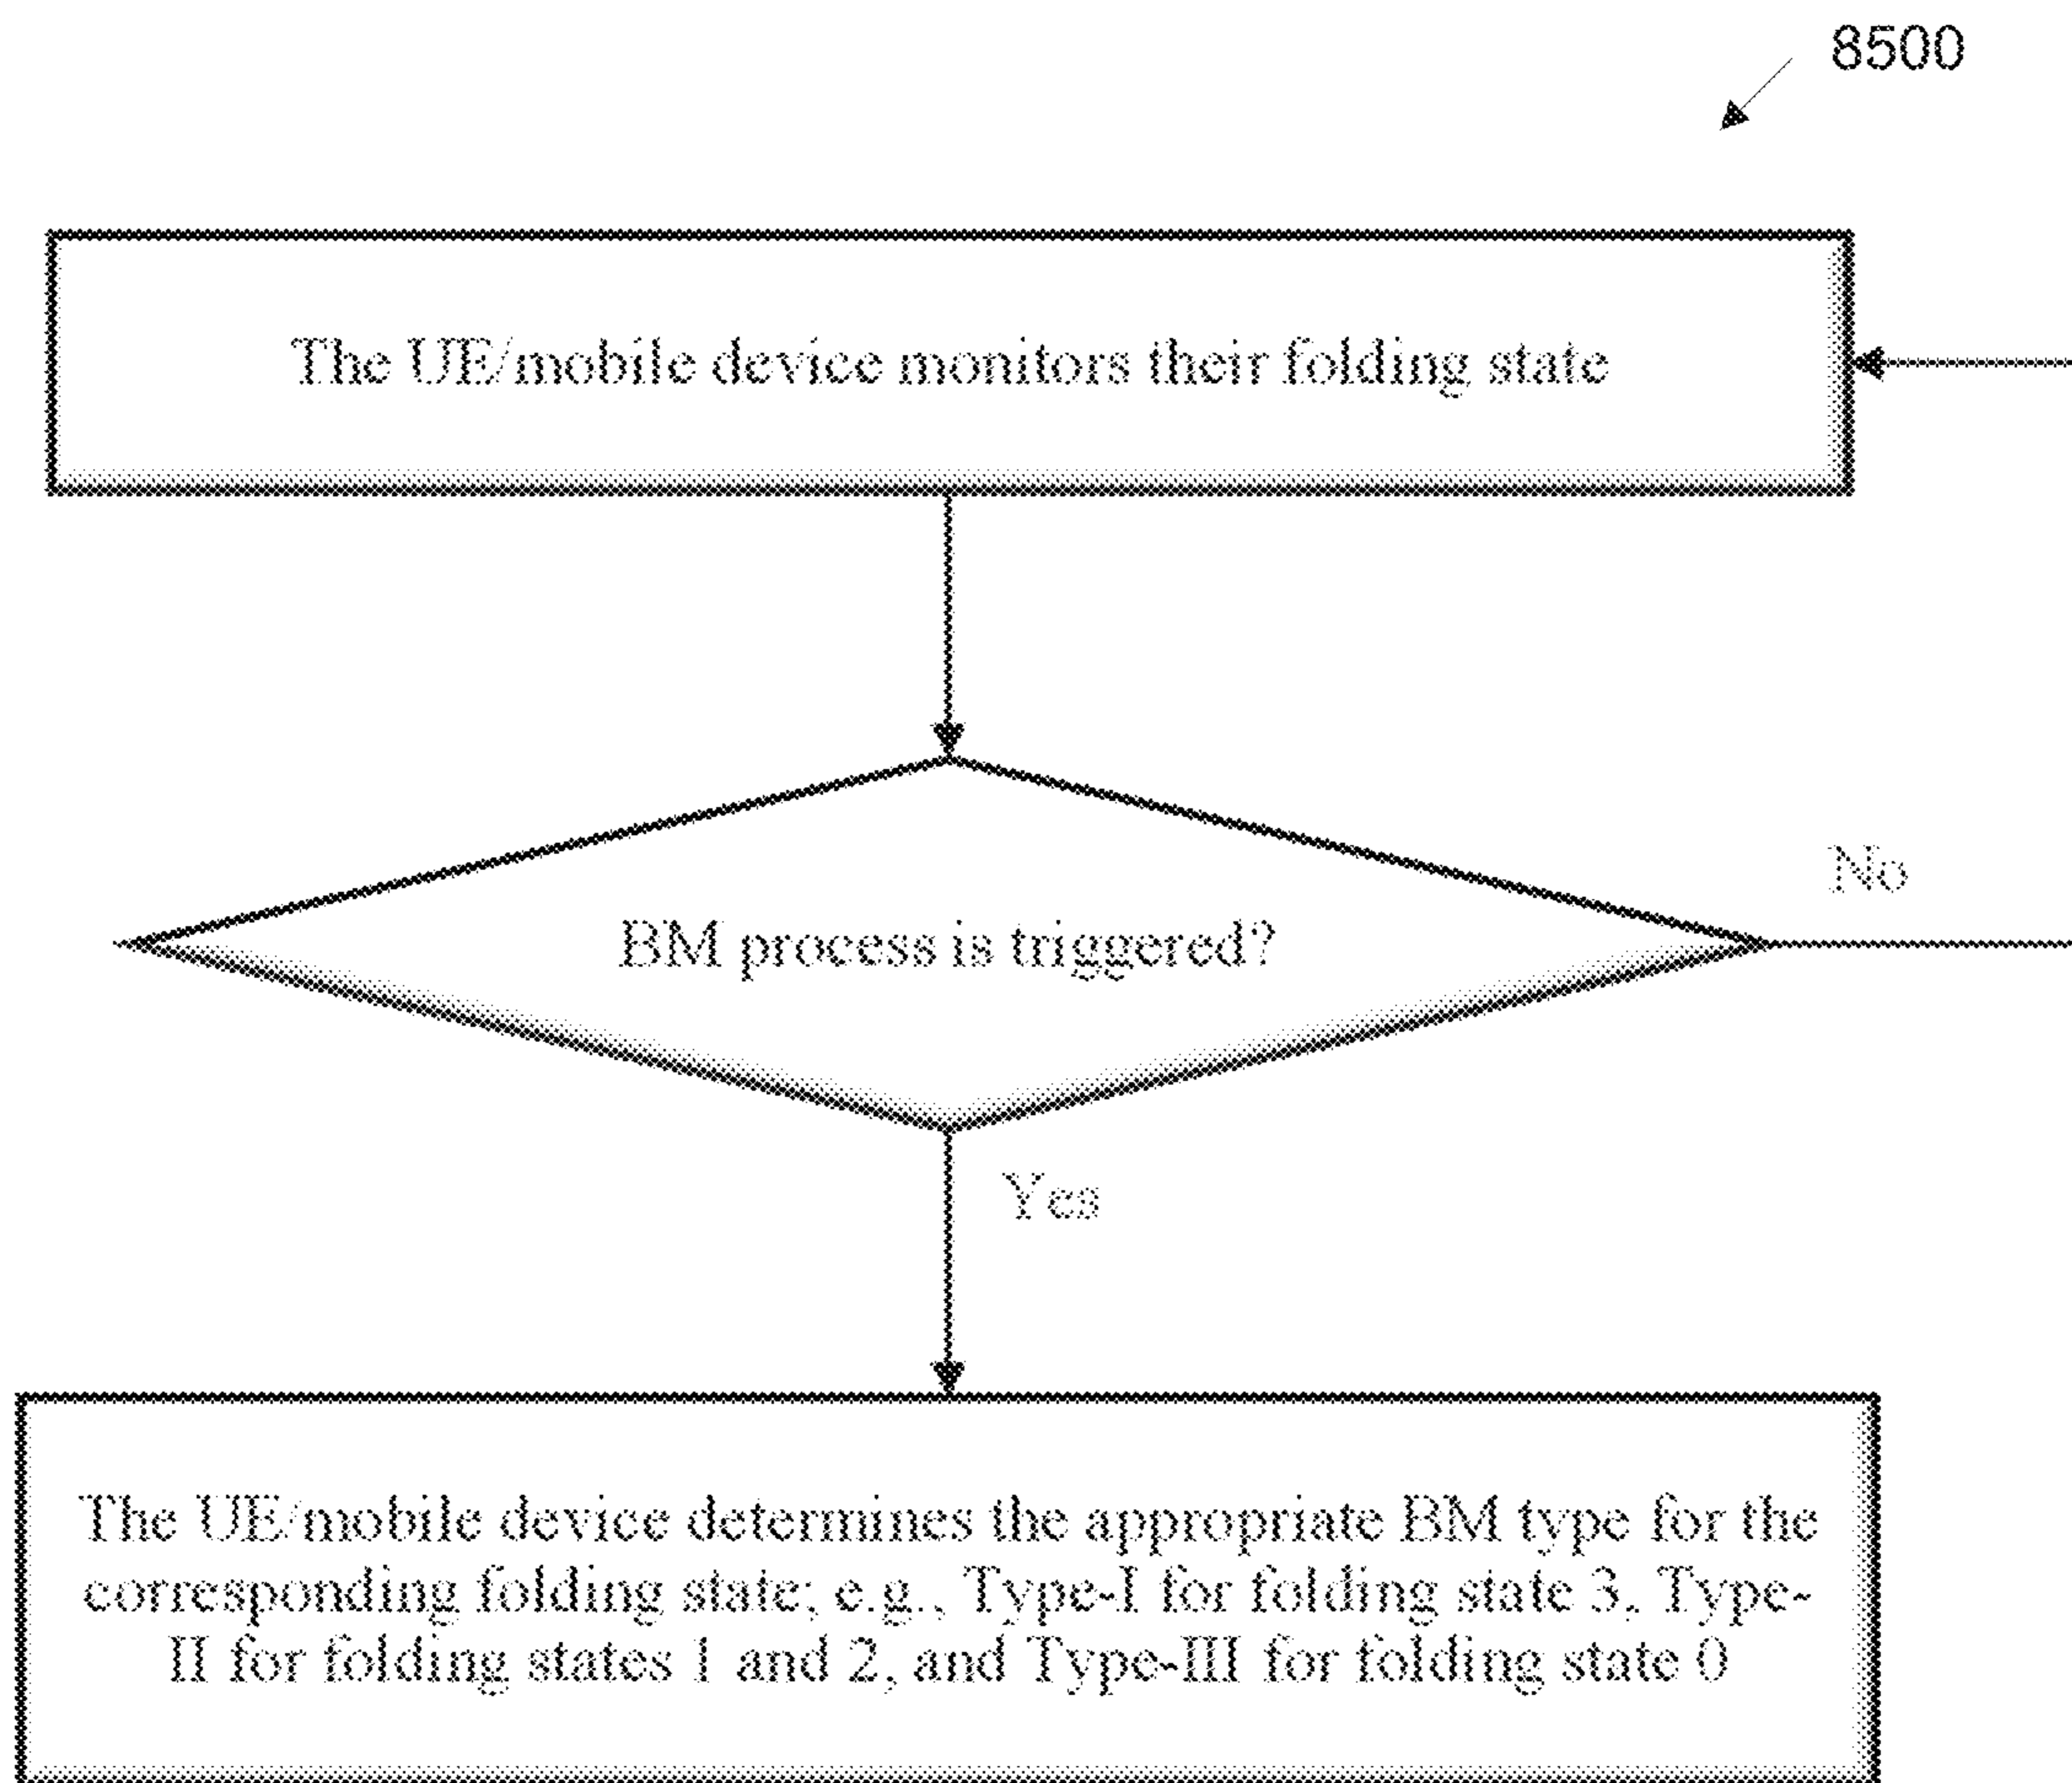 8500
The UE/mobile device monitors their folding state
BM process is triggered?
No
Yes
The UE/mobile device determines the appropriate BM type for the
corresponding folding state; e.g., Type-I for folding state 3, Type-
II for folding states 1 and 2, and Type-III for folding state 0